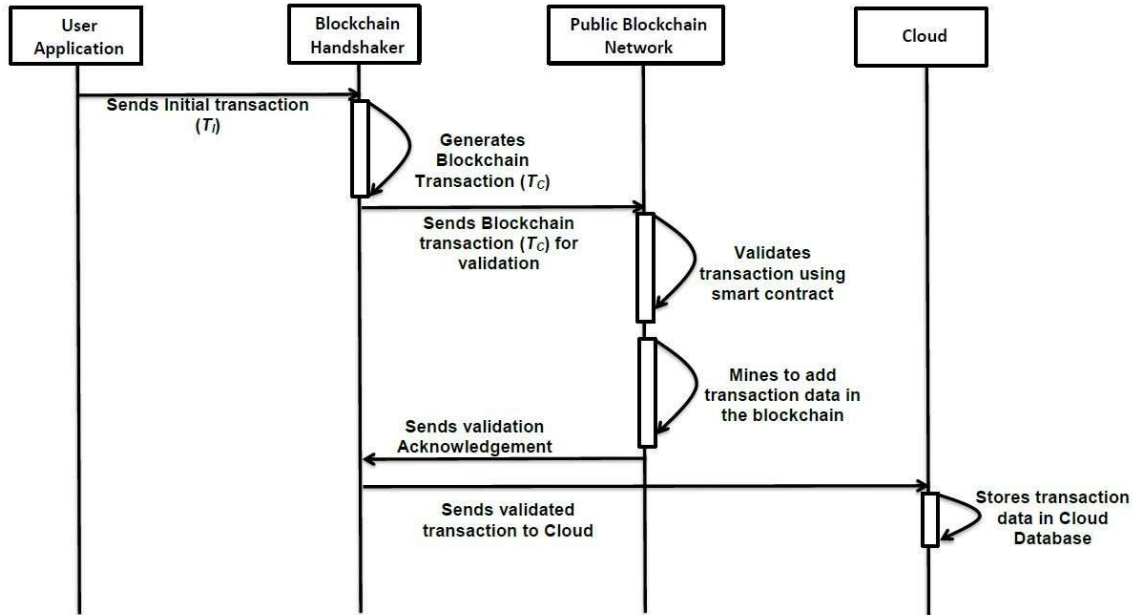 User
Application
Blockchain
Handshaker
Public Blockchain
Network
Cloud
Sends Initial transaction
(TI)
Generates
Blockchain
Transaction (TC)
Sends Blockchain
transaction (TC) for
validation
Validates
transaction using
smart contract
Mines to add
transaction data in
the blockchain
Sends validation
Acknowledgement
Sends validated
transaction to Cloud
Stores transaction
data in Cloud
Database